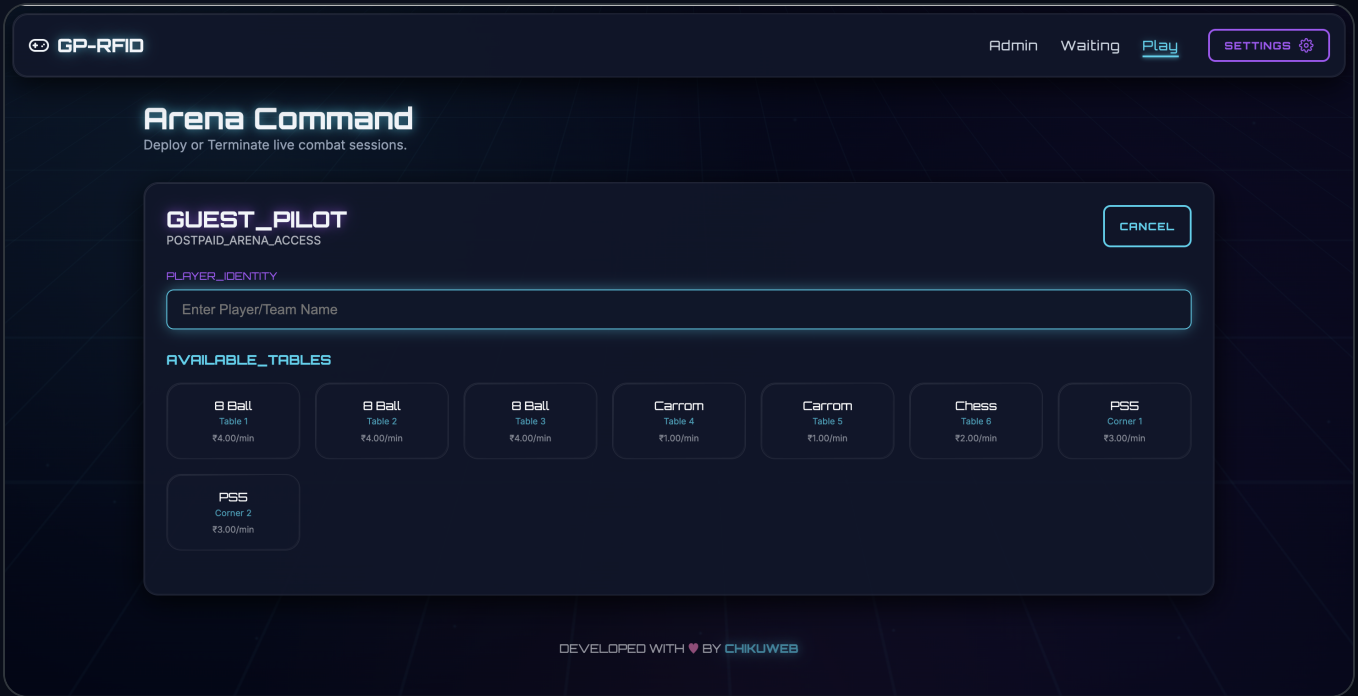 GP-RFID
Admin Waiting Play SETTINGS
Arena Command
Deploy or Terminate live combat sessions.
GUEST_PILOT
POSTPAID_ARENA_ACCESS
CANCEL
PLAYER_IDENTITY
Enter Player/Team Name
AVAILABLE_TABLES
8 Ball
Table 1
₹4.00/min
8 Ball
Table 2
₹4.00/min
8 Ball
Table 3
₹4.00/min
Carrom
Table 4
₹1.00/min
Carrom
Table 5
₹1.00/min
Chess
Table 6
₹2.00/min
PS5
Corner 1
₹3.00/min
PS5
Corner 2
₹3.00/min
DEVELOPED WITH ♥ BY CHIKUWEB